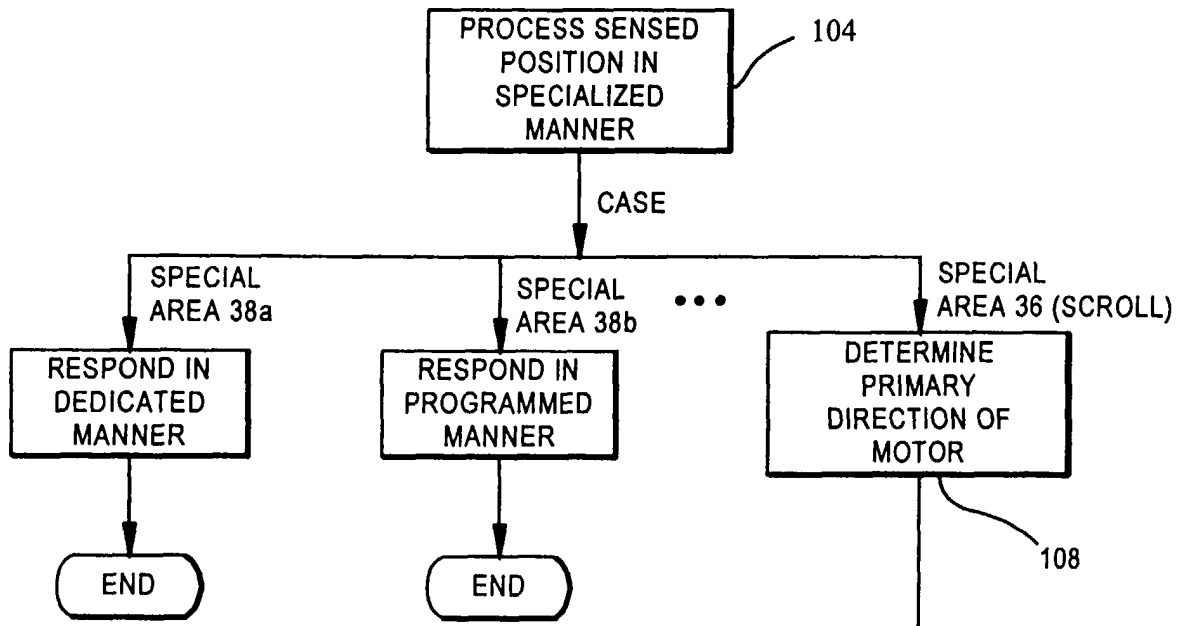 PROCESS SENSED
POSITION IN
SPECIALIZED
MANNER
104
CASE
SPECIAL
AREA 38a
SPECIAL
AREA 38b
•••
SPECIAL
AREA 36 (SCROLL)
RESPOND IN
DEDICATED
MANNER
RESPOND IN
PROGRAMMED
MANNER
DETERMINE
PRIMARY
DIRECTION OF
MOTOR
108
END
END